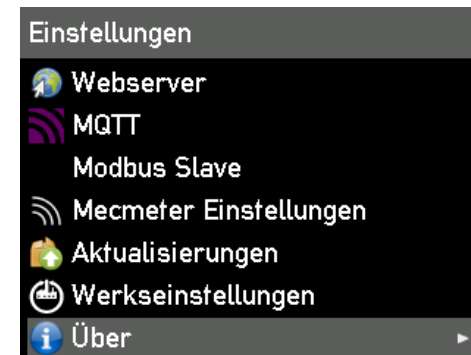 Einstellungen
Webserver
MQTT
Modbus Slave
Mecmeter Einstellungen
Aktualisierungen
Werkseinstellungen
Über